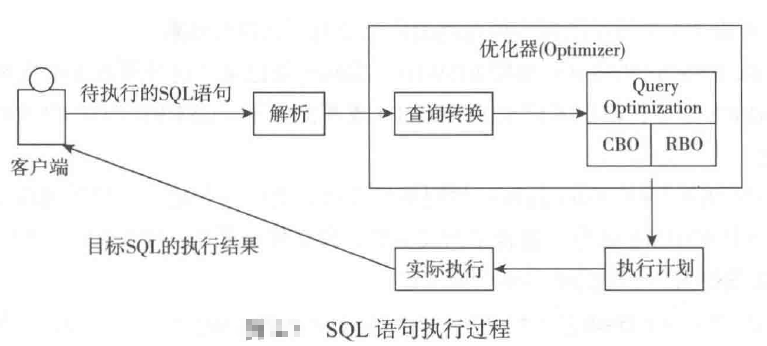 优化器(Optimizer)
待执行的SQL语句
解析
查询转换
Query
Optimization
CBO
RBO
客户端
目标SQL的执行结果
实际执行
执行计划
SQL 语句执行过程